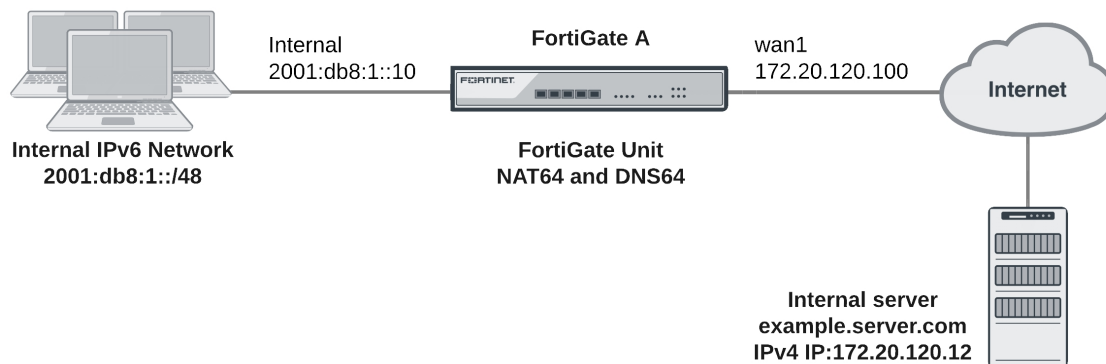 Internal
2001:db8:1::10
FortiGate A
wan1
172.20.120.100
FORTINET
Internet
Internal IPv6 Network
2001:db8:1::/48
FortiGate Unit
NAT64 and DNS64
Internal server
example.server.com
IPv4 IP:172.20.120.12